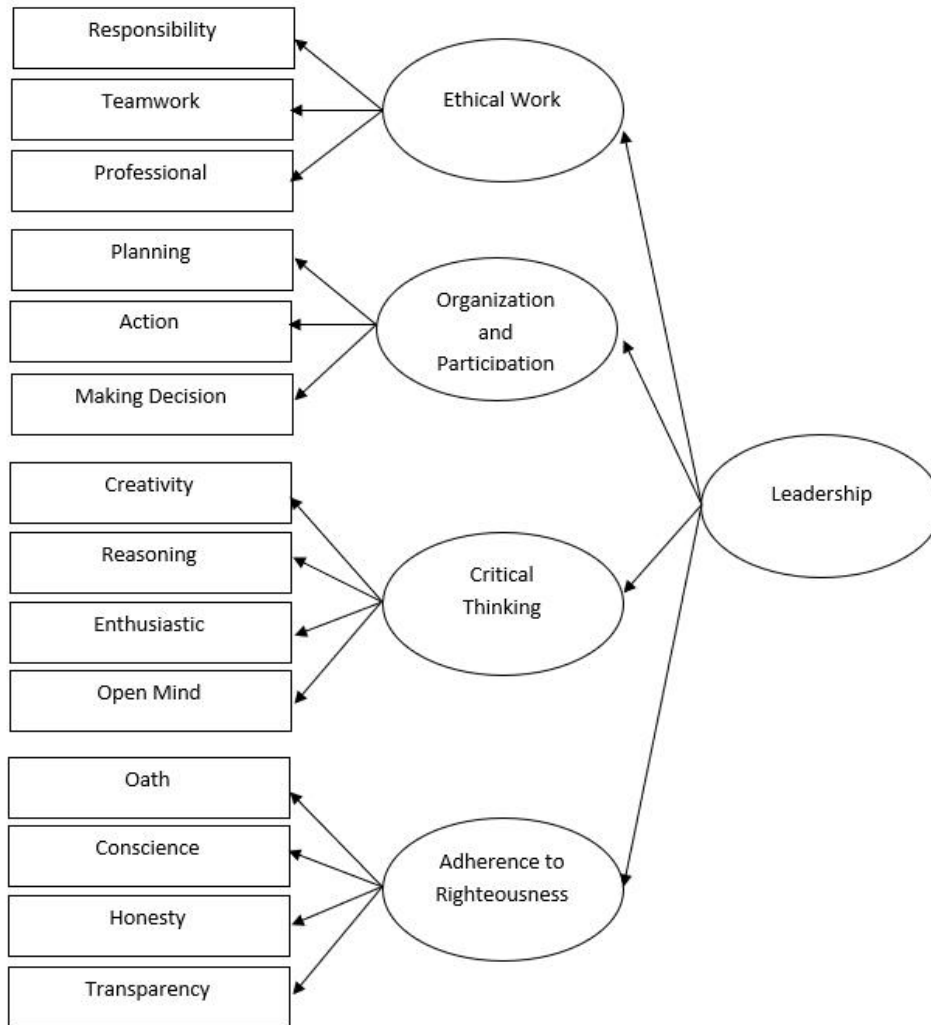 Responsibility
Teamwork
Professional
Ethical Work
Planning
Action
Making Decision
Organization
and
Participation
Creativity
Reasoning
Enthusiastic
Open Mind
Critical
Thinking
Leadership
Oath
Conscience
Honesty
Transparency
Adherence to
Righteousness